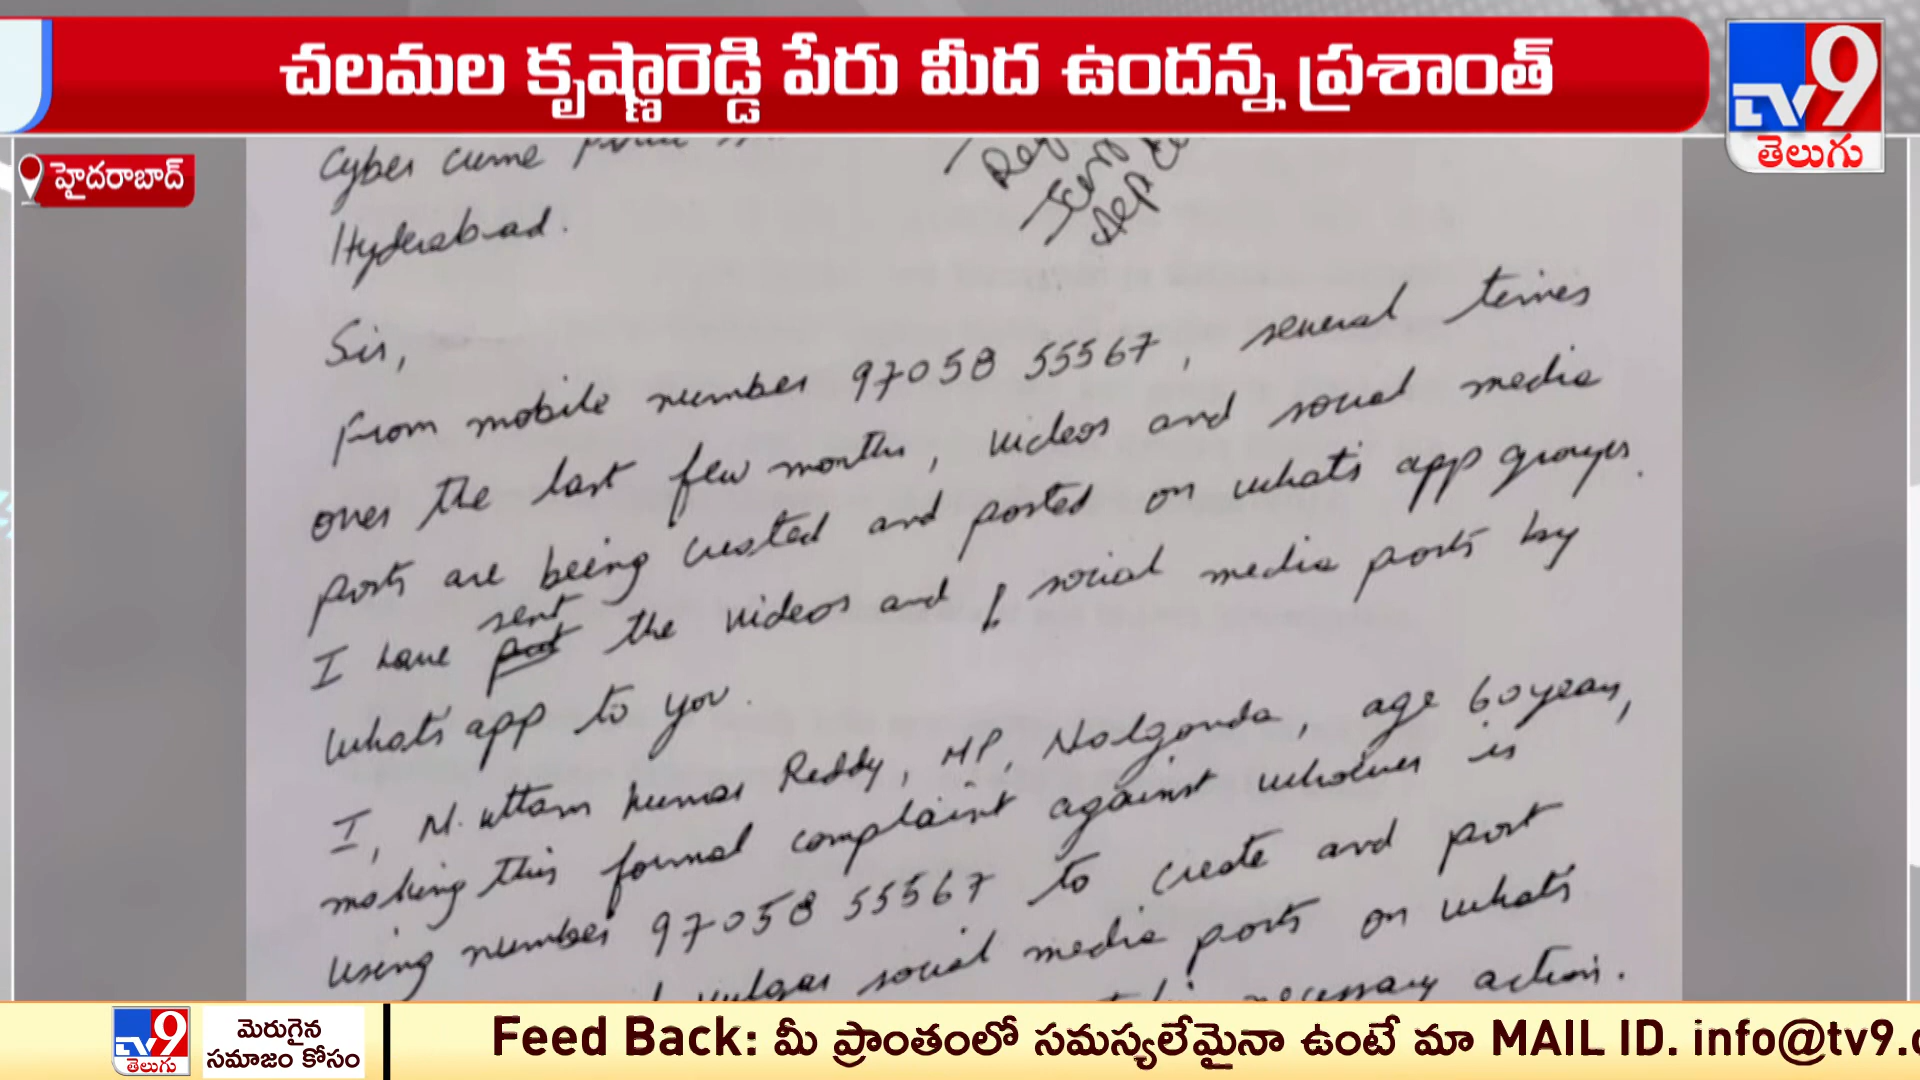 చలమల కృష్ణారెడ్డి పేరు మీద ఉందన్న ప్రశాంత్
TV9
తెలుగు
హైదరాబాద్
Cyber crime
Hyderabad.
Sir,
From mobile number 97058 55567, several times
over the last few months, videos and social media
posts are being created and posted on whats app groups.
sent
I have the videos and social media posts by
Whats app to you.
I, N. Uttam Kumar Reddy, MP, Nalgonda, age 60 years,
making this formal complaint against whoever is
using number 97058 55567 to create and post
vulgar social media posts on whats
necessary action.
TV9
తెలుగు
మెరుగైన
సమాజం కోసం
Feed Back: మీ ప్రాంతంలో సమస్యలేమైనా ఉంటే మా MAIL ID. info@tv9.c